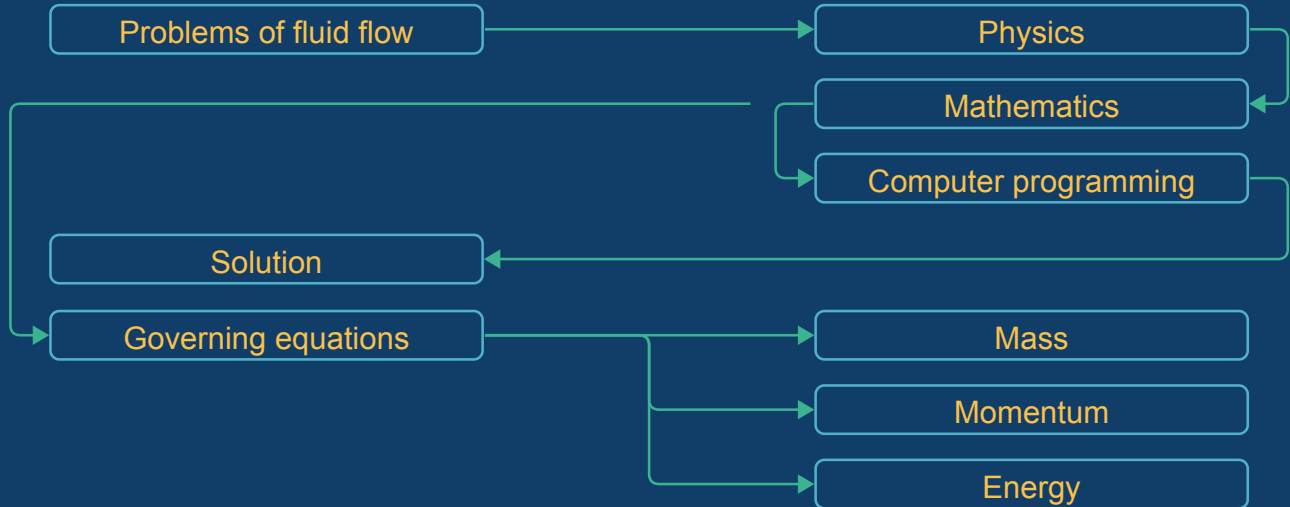 Problems of fluid flow
Physics
Mathematics
Computer programming
Solution
Governing equations
Mass
Momentum
Energy